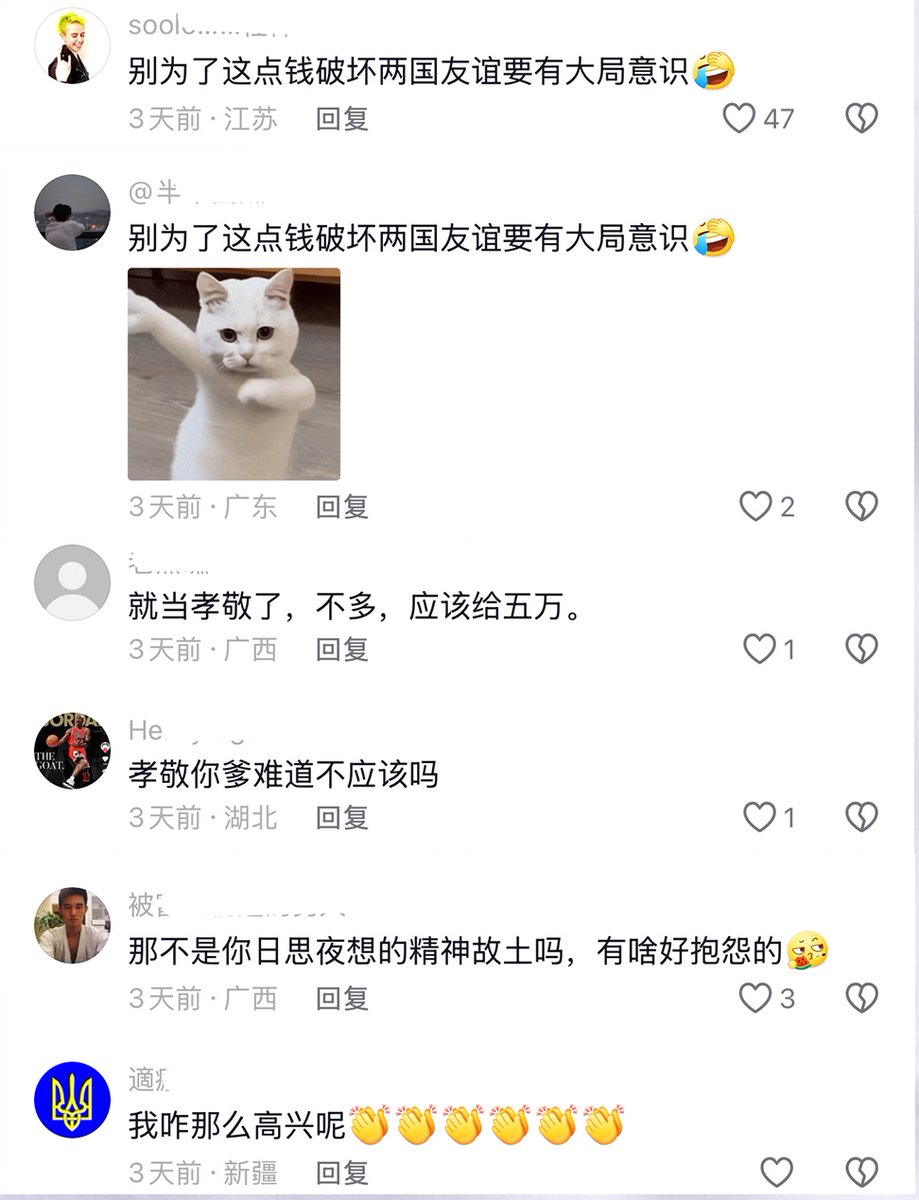 别为了这点钱破坏两国友谊要有大局意识🤣
3天前·江苏 回复 47
@半
别为了这点钱破坏两国友谊要有大局意识🤣
3天前·广东 回复 2
就当孝敬了，不多，应该给五万。
3天前·广西 回复 1
THE
GOAT.
He
孝敬你爹难道不应该吗
3天前·湖北 回复 1
被
那不是你日思夜想的精神故土吗，有啥好抱怨的
3天前·广西 回复 3
適
我咋那么高兴呢👏👏👏👏👏👏
3天前·新疆 回复